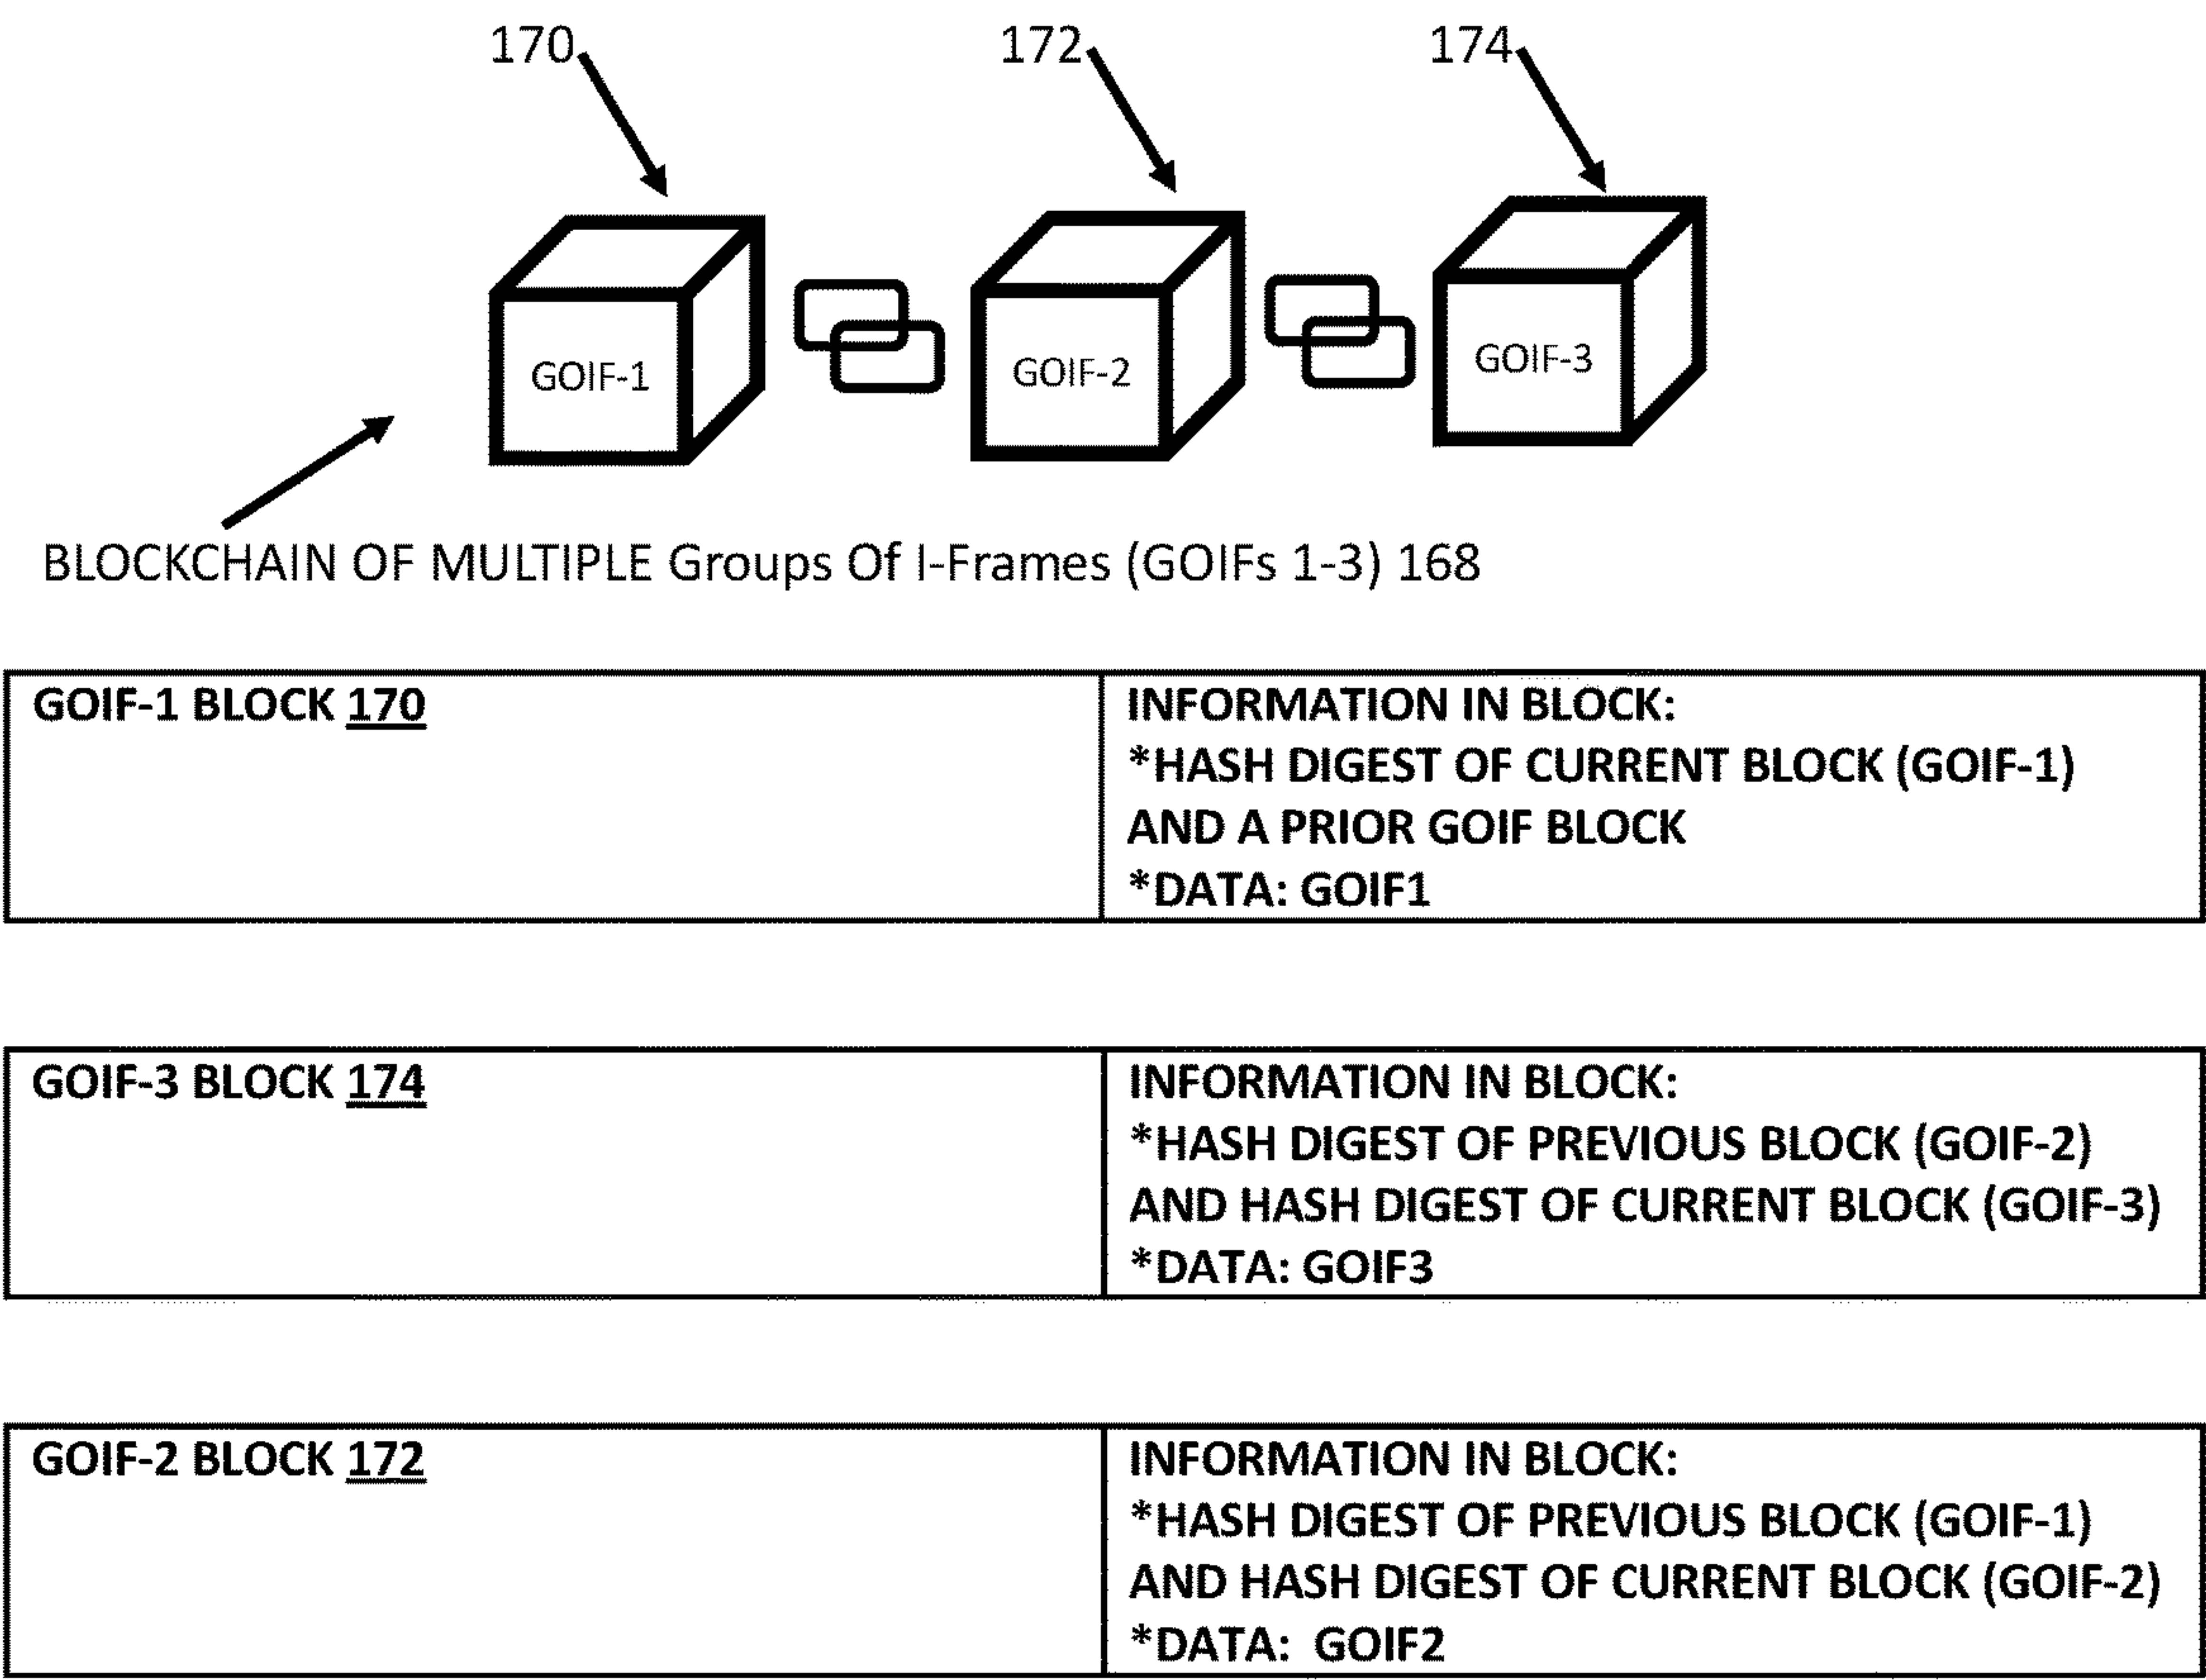 170
172
174
GOIF-1
GOIF-2
GOIF-3
BLOCKCHAIN OF MULTIPLE Groups Of I-Frames (GOIFs 1-3) 168
GOIF-1 BLOCK 170
INFORMATION IN BLOCK:
*HASH DIGEST OF CURRENT BLOCK (GOIF-1)
AND A PRIOR GOIF BLOCK
*DATA: GOIF1
GOIF-3 BLOCK 174
INFORMATION IN BLOCK:
*HASH DIGEST OF PREVIOUS BLOCK (GOIF-2)
AND HASH DIGEST OF CURRENT BLOCK (GOIF-3)
*DATA: GOIF3
GOIF-2 BLOCK 172
INFORMATION IN BLOCK:
*HASH DIGEST OF PREVIOUS BLOCK (GOIF-1)
AND HASH DIGEST OF CURRENT BLOCK (GOIF-2)
*DATA:  GOIF2